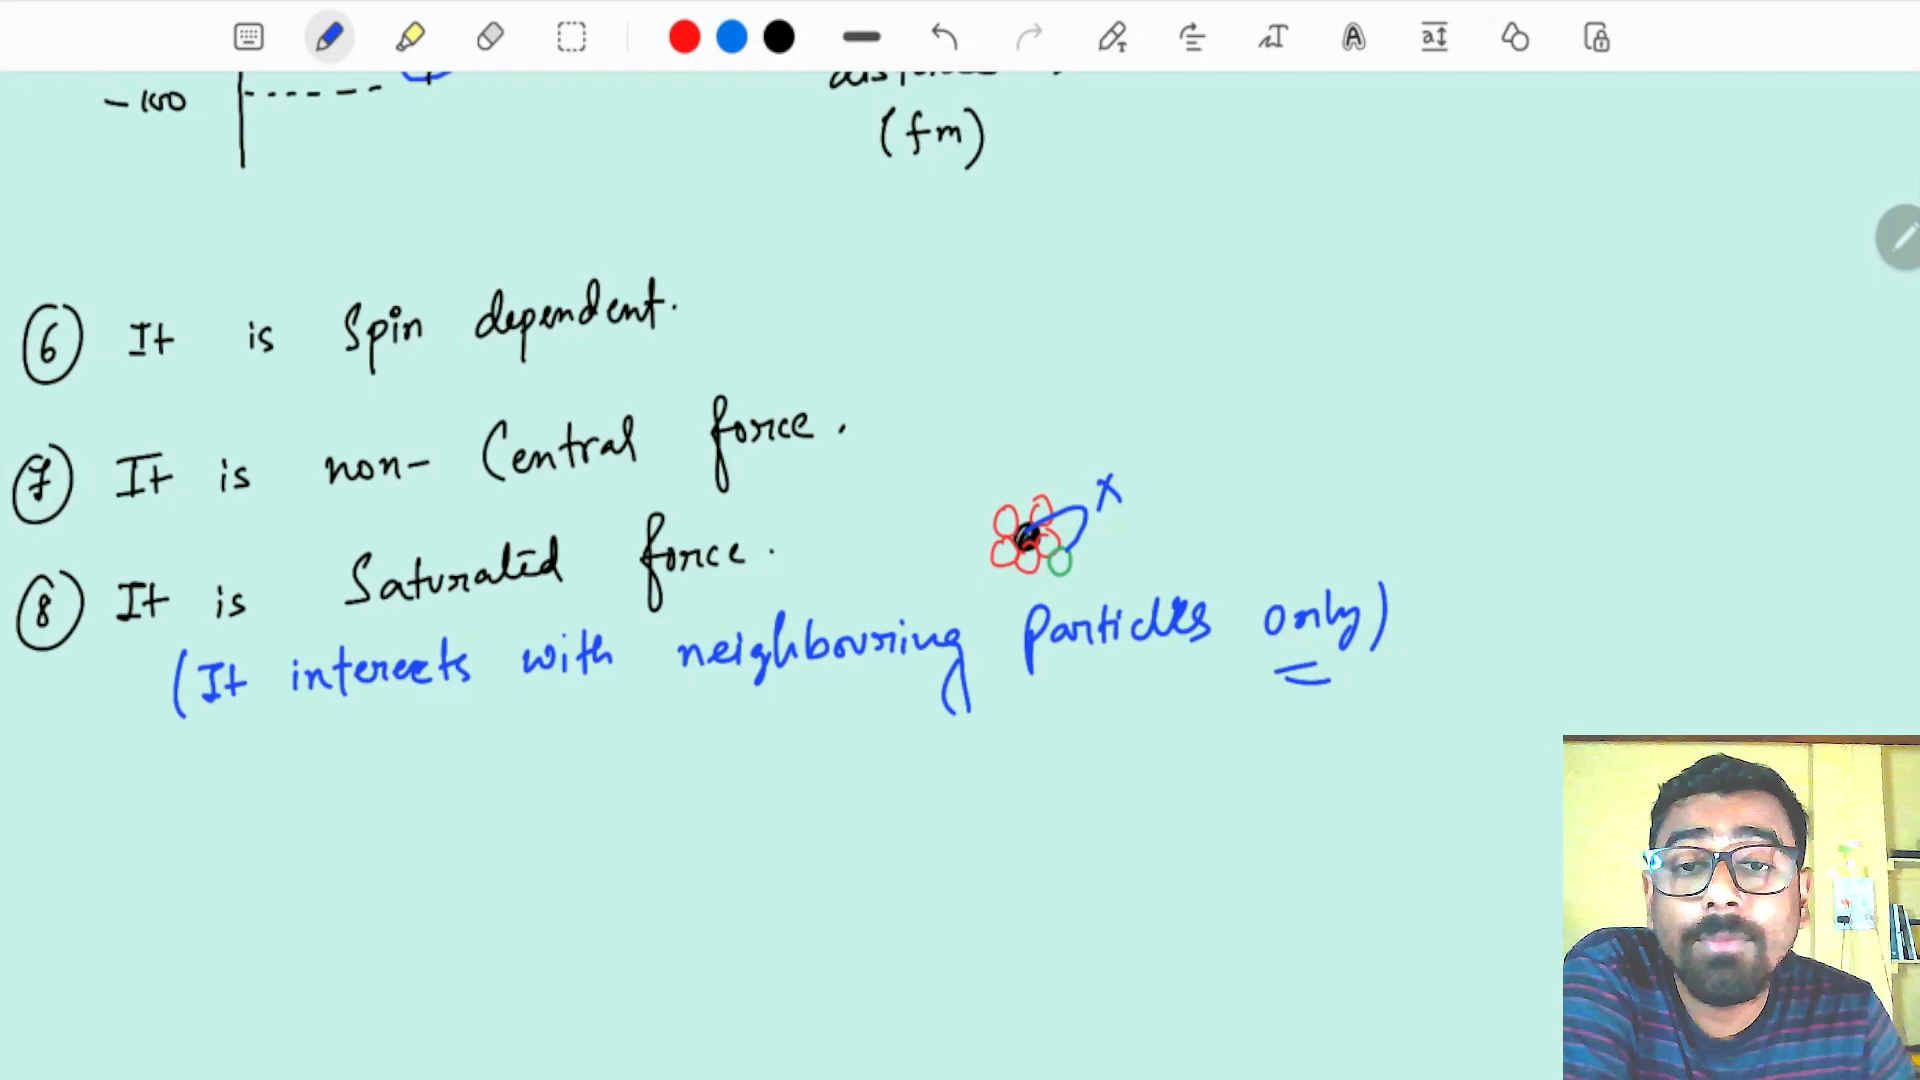 -100
(fm)
6 It is Spin dependent.
7 It is non-Central force.
x
8 It is Saturated force.
(It interects with neighbouring particles only)